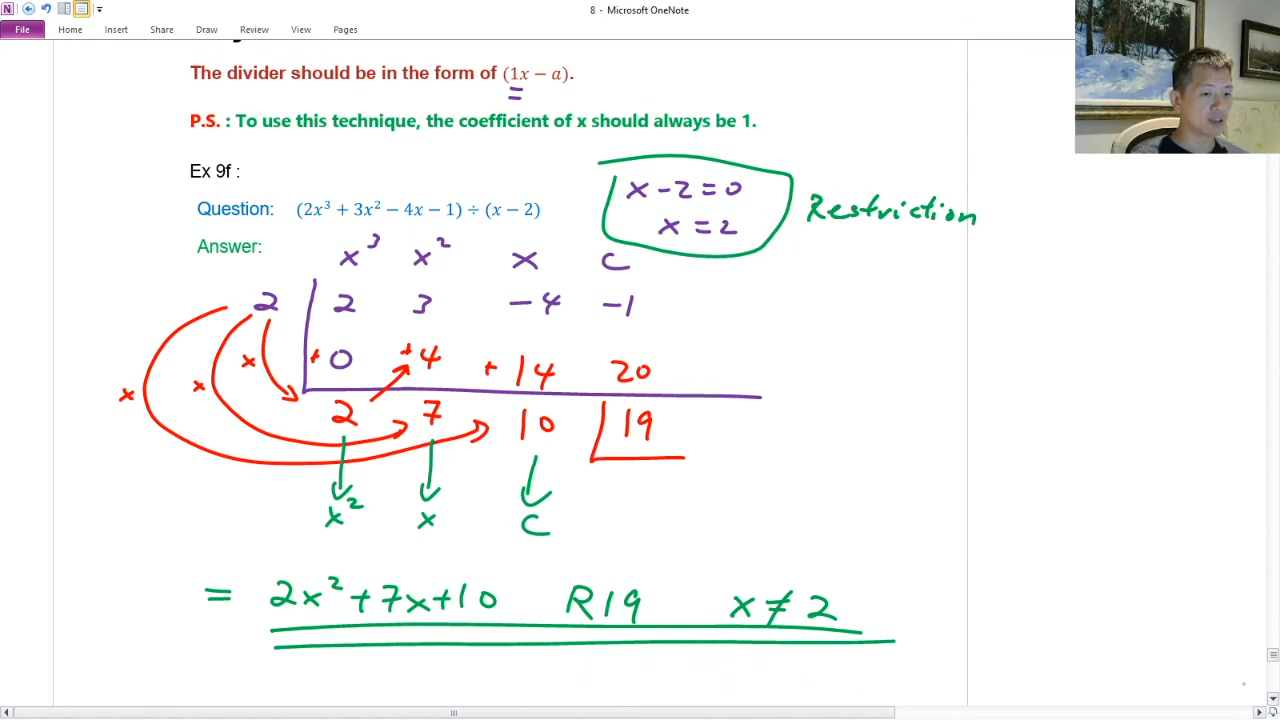 8 - Microsoft OneNote
File Home Insert Share Draw Review View Pages
The divider should be in the form of (1x − a).
P.S. : To use this technique, the coefficient of x should always be 1.
Ex 9f :
x - 2 = 0
Question: (2x³ + 3x² − 4x − 1) ÷ (x − 2)
x = 2
Restriction
Answer:
x³ x² x C
2 2 3 -4 -1
x x x + 0 + 4 + 14 20
2 7 10 19
x² x C
= 2x² + 7x + 10 R19 x ≠ 2